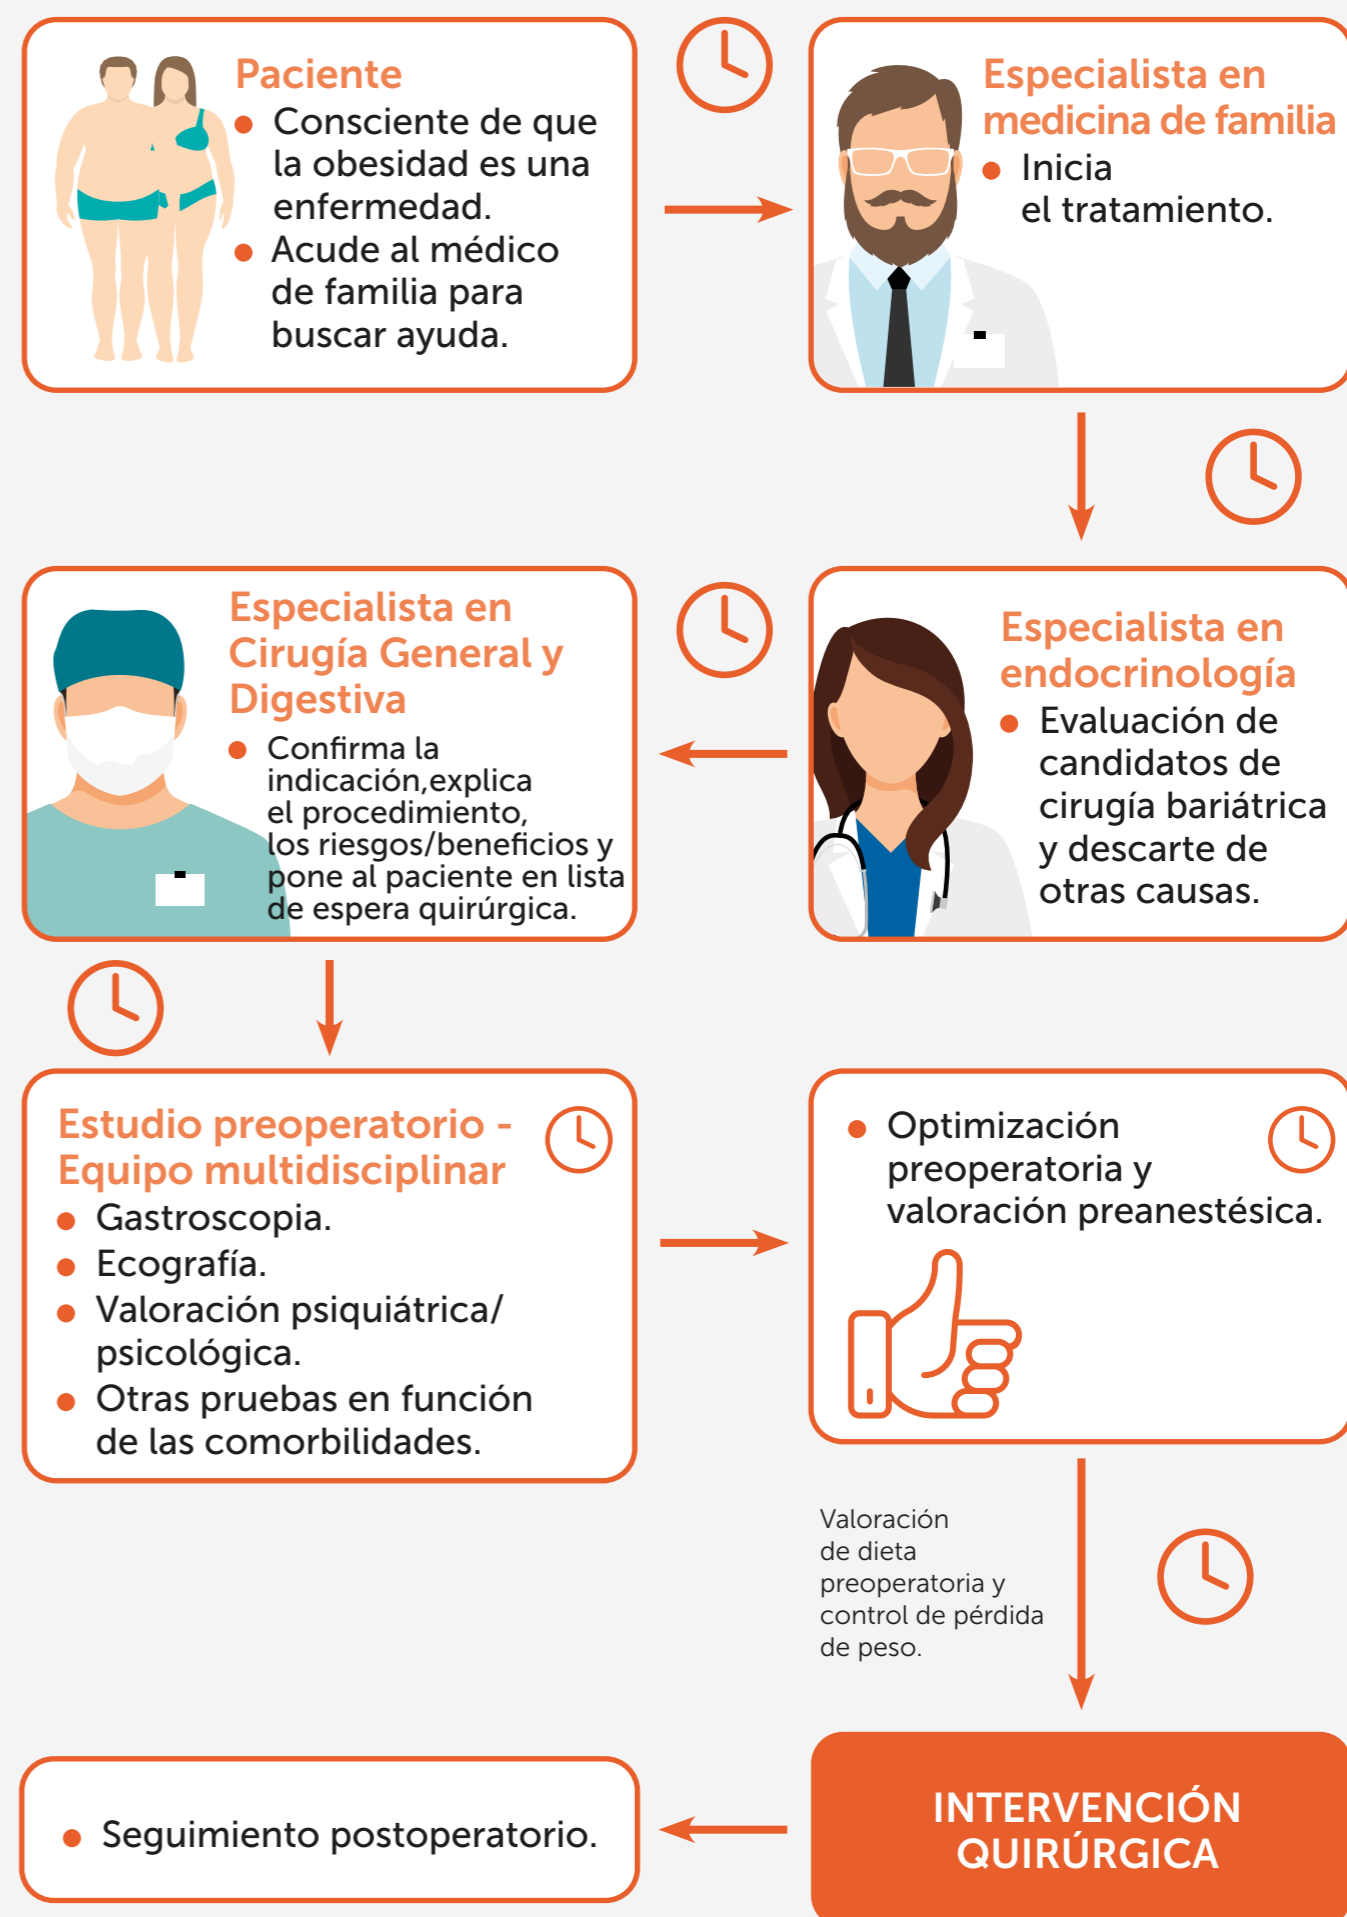 Paciente
• Consciente de que
la obesidad es una
enfermedad.
• Acude al médico
de familia para
buscar ayuda.
Especialista en
medicina de familia
• Inicia
el tratamiento.
Especialista en
endocrinología
• Evaluación de
candidatos de
cirugía bariátrica
y descarte de
otras causas.
Especialista en
Cirugía General y
Digestiva
• Confirma la
indicación,explica
el procedimiento,
los riesgos/beneficios y
pone al paciente en lista
de espera quirúrgica.
Estudio preoperatorio -
Equipo multidisciplinar
• Gastroscopia.
• Ecografía.
• Valoración psiquiátrica/
psicológica.
• Otras pruebas en función
de las comorbilidades.
• Optimización
preoperatoria y
valoración preanestésica.
Valoración
de dieta
preoperatoria y
control de pérdida
de peso.
INTERVENCIÓN
QUIRÚRGICA
• Seguimiento postoperatorio.